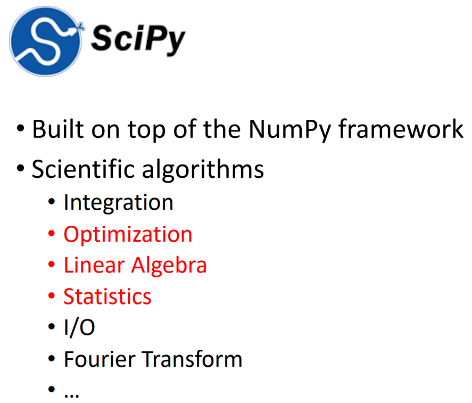 SciPy
• Built on top of the NumPy framework
• Scientific algorithms
• Integration
• Optimization
• Linear Algebra
• Statistics
• I/O
• Fourier Transform
• …